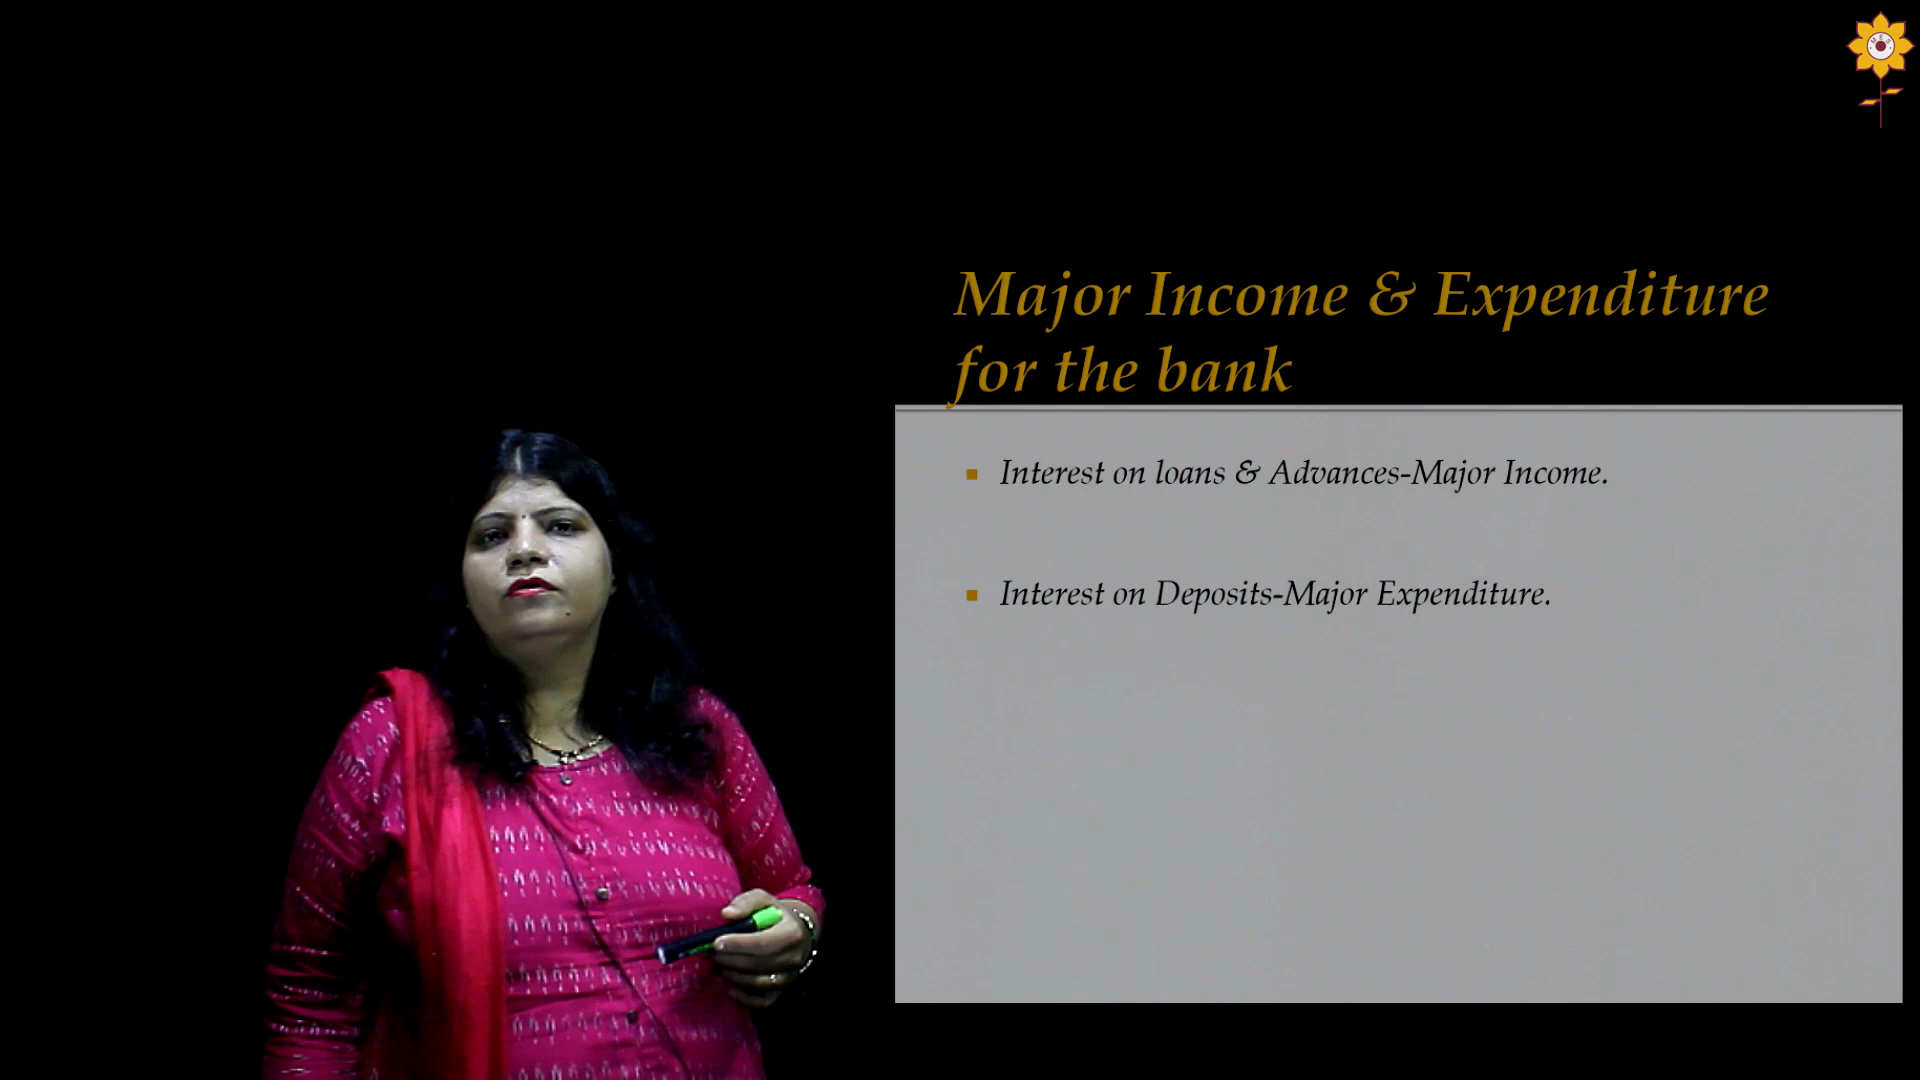 Major Income & Expenditure
for the bank
Interest on loans & Advances-Major Income.
Interest on Deposits-Major Expenditure.